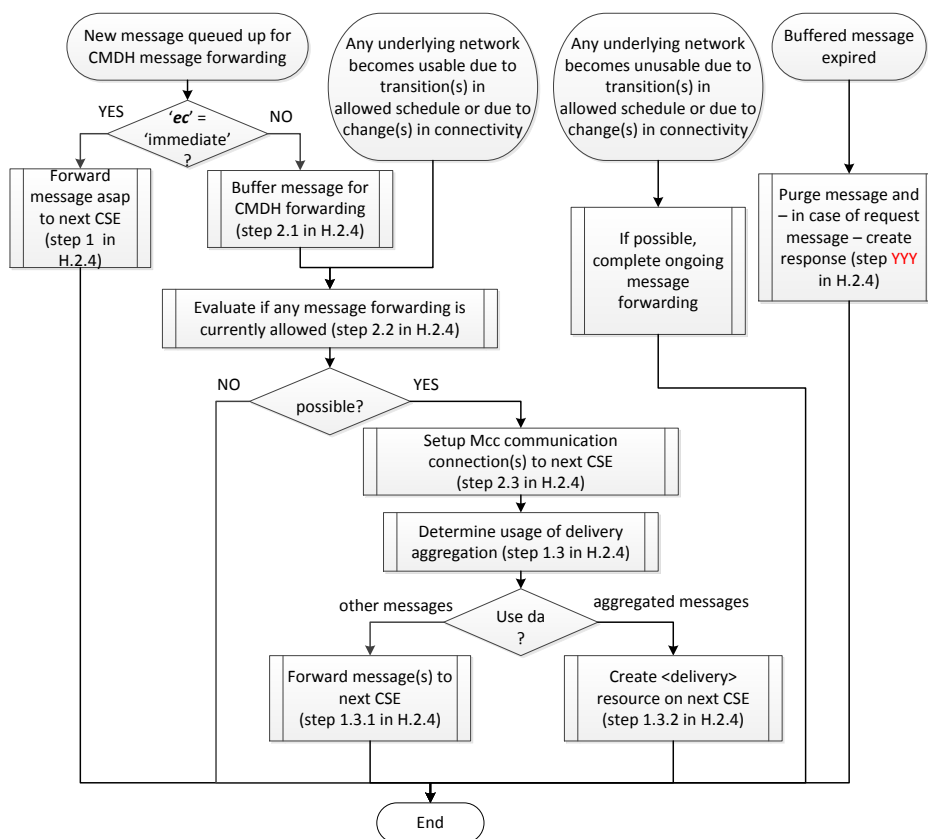 New message queued up for
CMDH message forwarding
Any underlying network
becomes usable due to
transition(s) in
allowed schedule or due to
change(s) in connectivity
Any underlying network
becomes unusable due to
transition(s) in
allowed schedule or due to
change(s) in connectivity
Buffered message
expired
YES
'ec' =
'immediate'
?
NO
Forward
message asap
to next CSE
(step 1 in
H.2.4)
Buffer message for
CMDH forwarding
(step 2.1 in H.2.4)
If possible,
complete ongoing
message
forwarding
Purge message and
– in case of request
message – create
response (step YYY
in H.2.4)
Evaluate if any message forwarding is
currently allowed (step 2.2 in H.2.4)
NO
YES
possible?
Setup Mcc communication
connection(s) to next CSE
(step 2.3 in H.2.4)
Determine usage of delivery
aggregation (step 1.3 in H.2.4)
other messages
Use da
?
aggregated messages
Forward message(s) to
next CSE
(step 1.3.1 in H.2.4)
Create <delivery>
resource on next CSE
(step 1.3.2 in H.2.4)
End